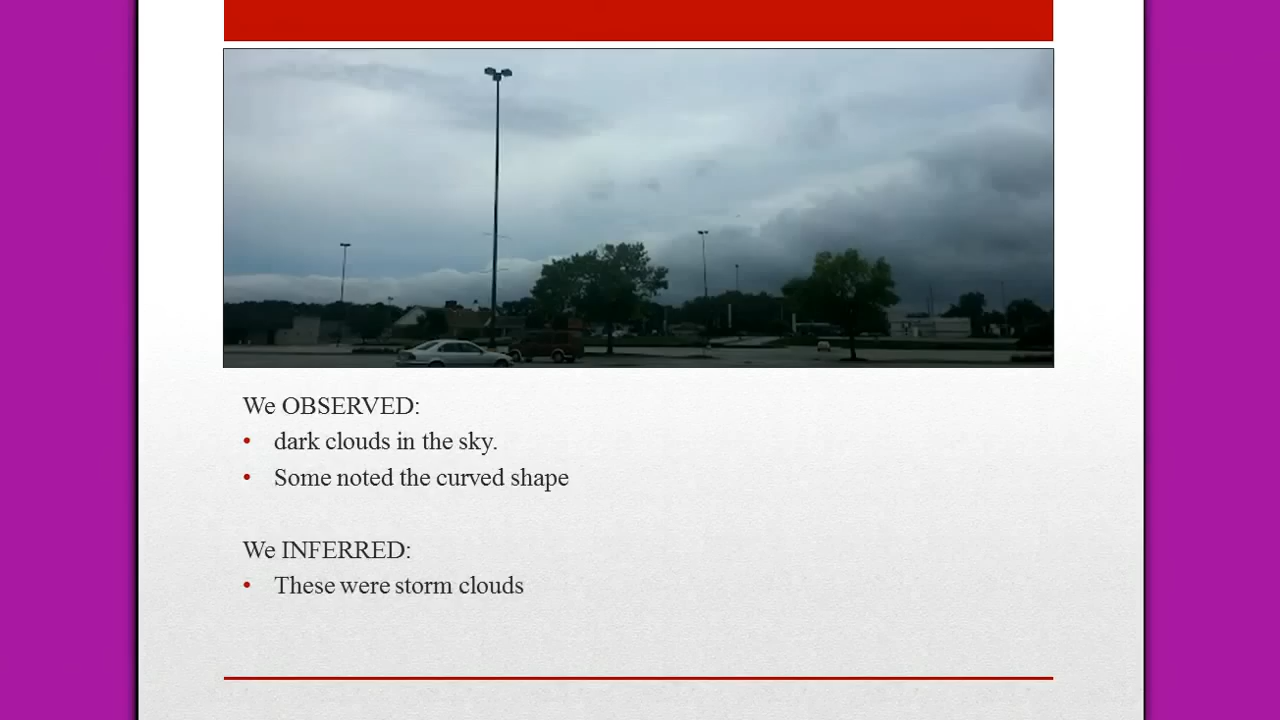 We OBSERVED:
• dark clouds in the sky.
• Some noted the curved shape
We INFERRED:
• These were storm clouds